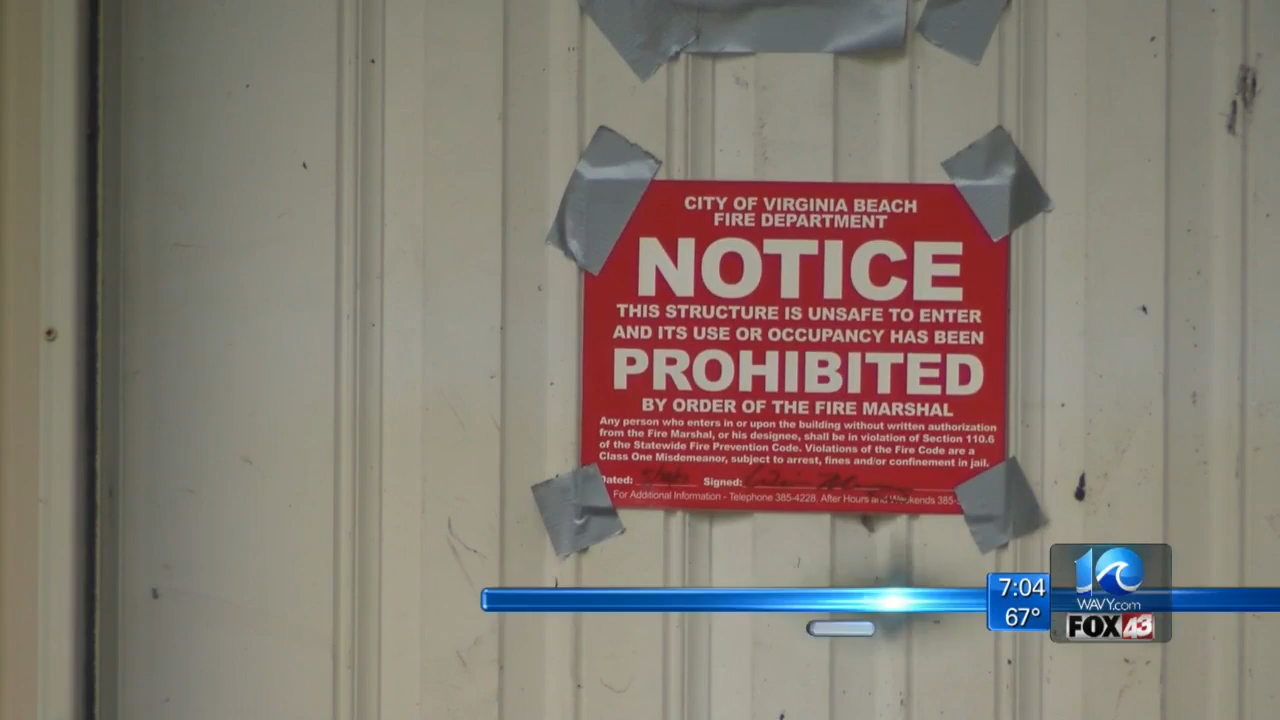 CITY OF VIRGINIA BEACH
FIRE DEPARTMENT
NOTICE
THIS STRUCTURE IS UNSAFE TO ENTER
AND ITS USE OR OCCUPANCY HAS BEEN
PROHIBITED
BY ORDER OF THE FIRE MARSHAL
Any person who enters in or upon the building without written authorization
from the Fire Marshal, or his designee, shall be in violation of Section 110.6
of the Statewide Fire Prevention Code. Violations of the Fire Code are a
Class One Misdemeanor, subject to arrest, fines and/or confinement in jail.
Dated: Signed:
For Additional Information - Telephone 385-4228, After Hours and Weekends 385-
7:04
67°
10
WAVY.com
FOX 43